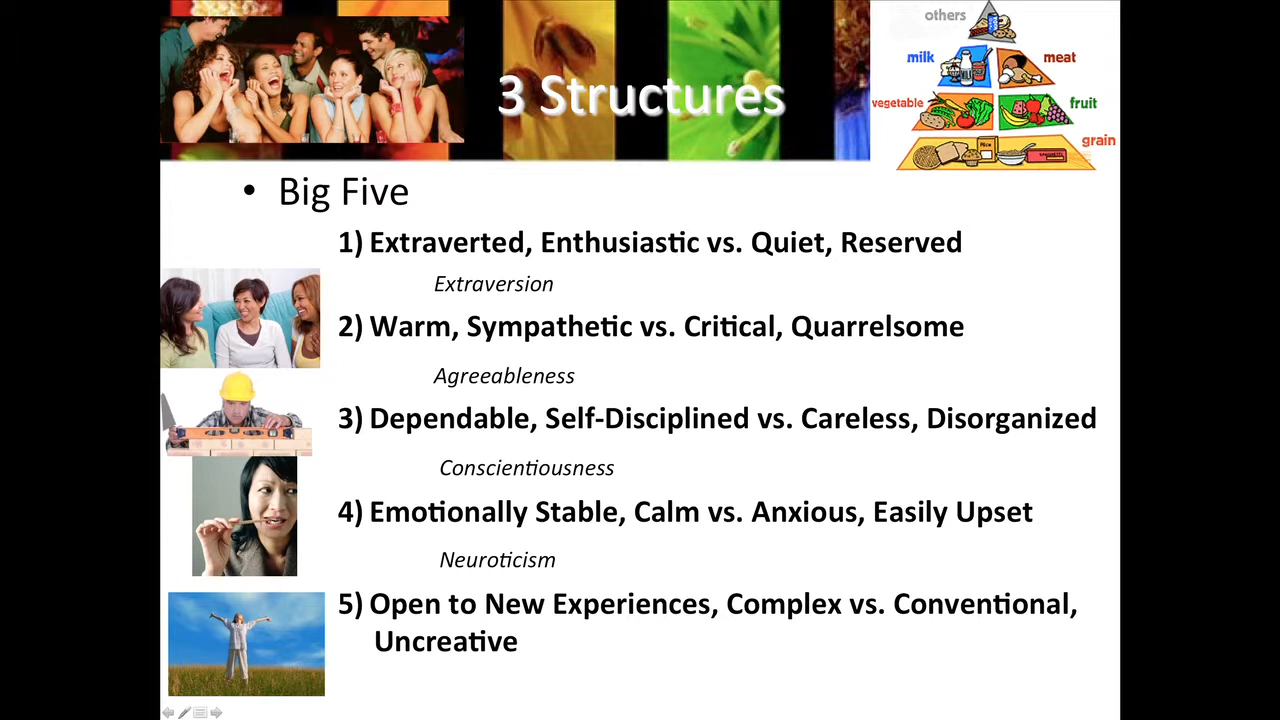 3 Structures
others
milk
meat
vegetable
fruit
grain
• Big Five
1) Extraverted, Enthusiastic vs. Quiet, Reserved
Extraversion
2) Warm, Sympathetic vs. Critical, Quarrelsome
Agreeableness
3) Dependable, Self-Disciplined vs. Careless, Disorganized
Conscientiousness
4) Emotionally Stable, Calm vs. Anxious, Easily Upset
Neuroticism
5) Open to New Experiences, Complex vs. Conventional,
Uncreative